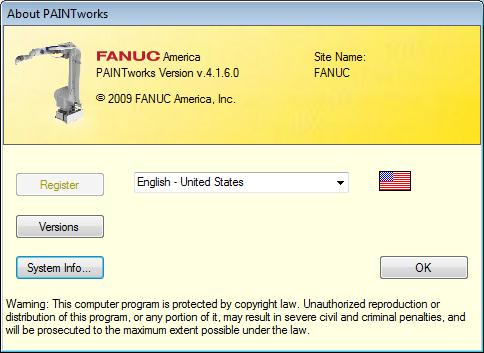 About PAINTworks
FANUC America
PAINTworks Version v.4.1.6.0
Site Name:
FANUC
© 2009 FANUC America, Inc.
Register
English - United States
Versions
System Info...
OK
Warning: This computer program is protected by copyright law. Unauthorized reproduction or
distribution of this program, or any portion of it, may result in severe civil and criminal penalties, and
will be prosecuted to the maximum extent possible under the law.